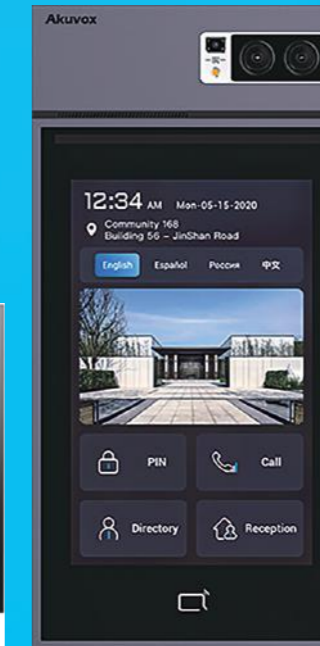 Akuvox
12:34 AM Mon-05-15-2020
Community 168
Building 56 – JinShan Road
English Español Россия 中文
PIN Call
Directory Reception